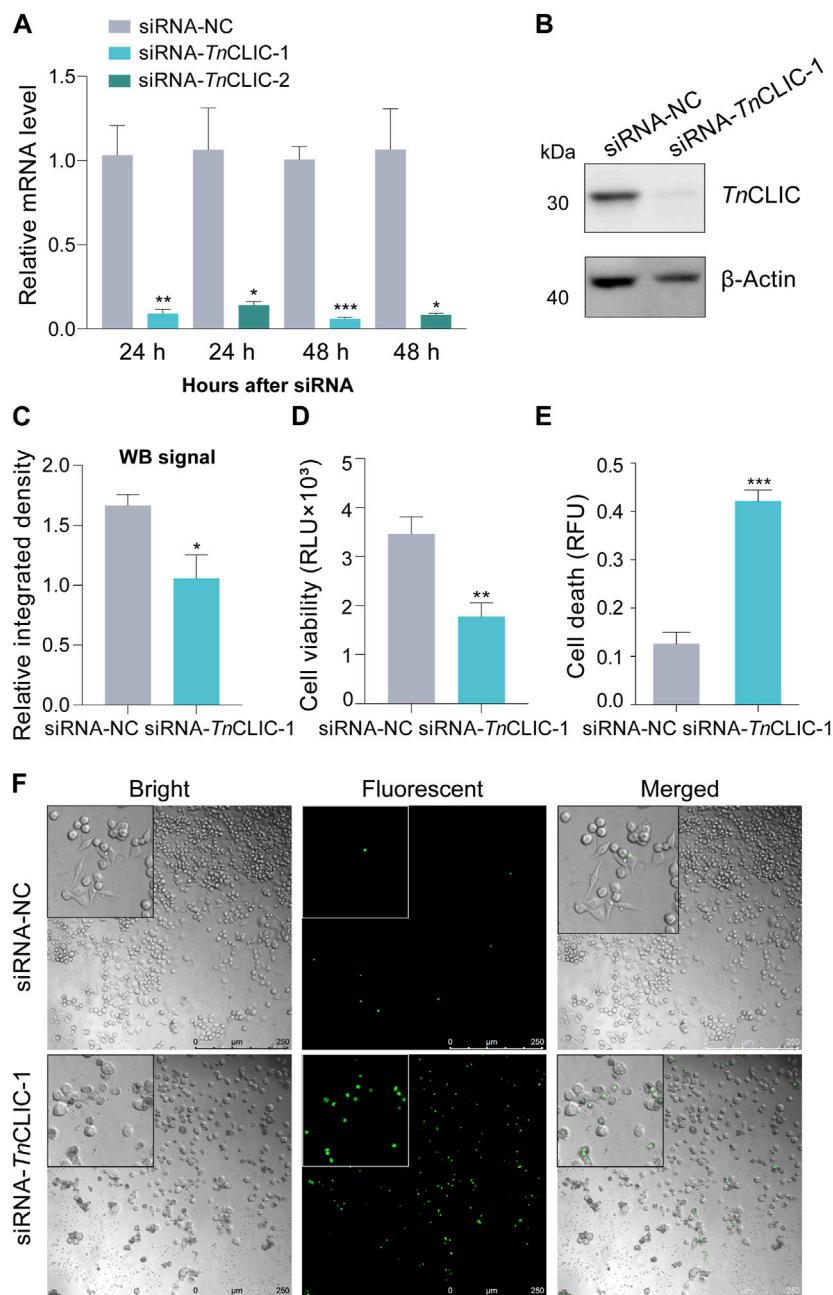 A
siRNA-NC
siRNA-TnCLIC-1
siRNA-TnCLIC-2
Relative mRNA level
1.5
1.0
0.5
0.0
** * *** *
24 h 24 h 48 h 48 h
Hours after siRNA
B
siRNA-NC
siRNA-TnCLIC-1
kDa
30
TnCLIC
40
β-Actin
C
WB signal
Relative integrated density
2.0
1.5
1.0
0.5
0.0
*
siRNA-NC siRNA-TnCLIC-1
D
Cell viability (RLU×10³)
5
4
3
2
1
0
**
siRNA-NC siRNA-TnCLIC-1
E
Cell death (RFU)
0.5
0.4
0.3
0.2
0.1
0.0
***
siRNA-NC siRNA-TnCLIC-1
F
Bright Fluorescent Merged
siRNA-NC
0 µm 250
0 µm 250
0 µm 250
siRNA-TnCLIC-1
0 µm 250
0 µm 250
0 µm 250